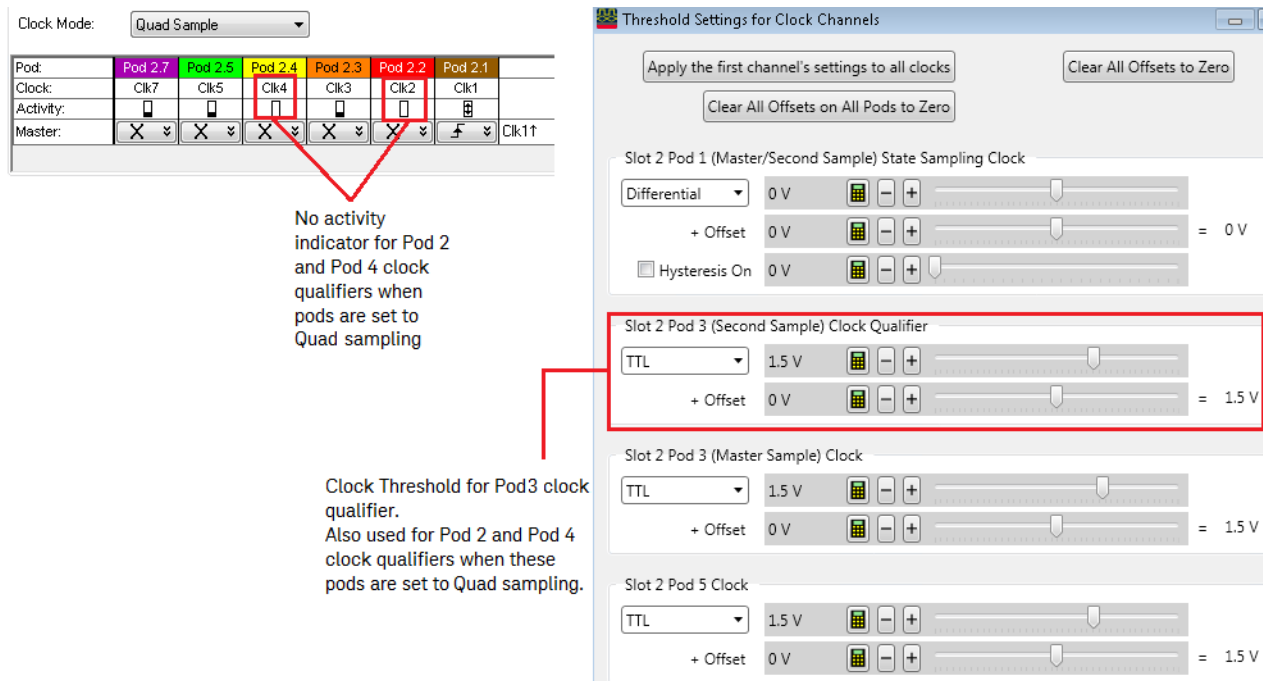 Clock Mode: Quad Sample
Pod: Pod 2.7 Pod 2.5 Pod 2.4 Pod 2.3 Pod 2.2 Pod 2.1
Clock: Clk7 Clk5 Clk4 Clk3 Clk2 Clk1
Activity:
Master: X X X X X Clk1↑
No activity
indicator for Pod 2
and Pod 4 clock
qualifiers when
pods are set to
Quad sampling
Clock Threshold for Pod3 clock
qualifier.
Also used for Pod 2 and Pod 4
clock qualifiers when these
pods are set to Quad sampling.
Threshold Settings for Clock Channels
Apply the first channel's settings to all clocks Clear All Offsets to Zero
Clear All Offsets on All Pods to Zero
Slot 2 Pod 1 (Master/Second Sample) State Sampling Clock
Differential 0 V − +
+ Offset 0 V − + = 0 V
Hysteresis On 0 V − +
Slot 2 Pod 3 (Second Sample) Clock Qualifier
TTL 1.5 V − +
+ Offset 0 V − + = 1.5 V
Slot 2 Pod 3 (Master Sample) Clock
TTL 1.5 V − +
+ Offset 0 V − + = 1.5 V
Slot 2 Pod 5 Clock
TTL 1.5 V − +
+ Offset 0 V − + = 1.5 V